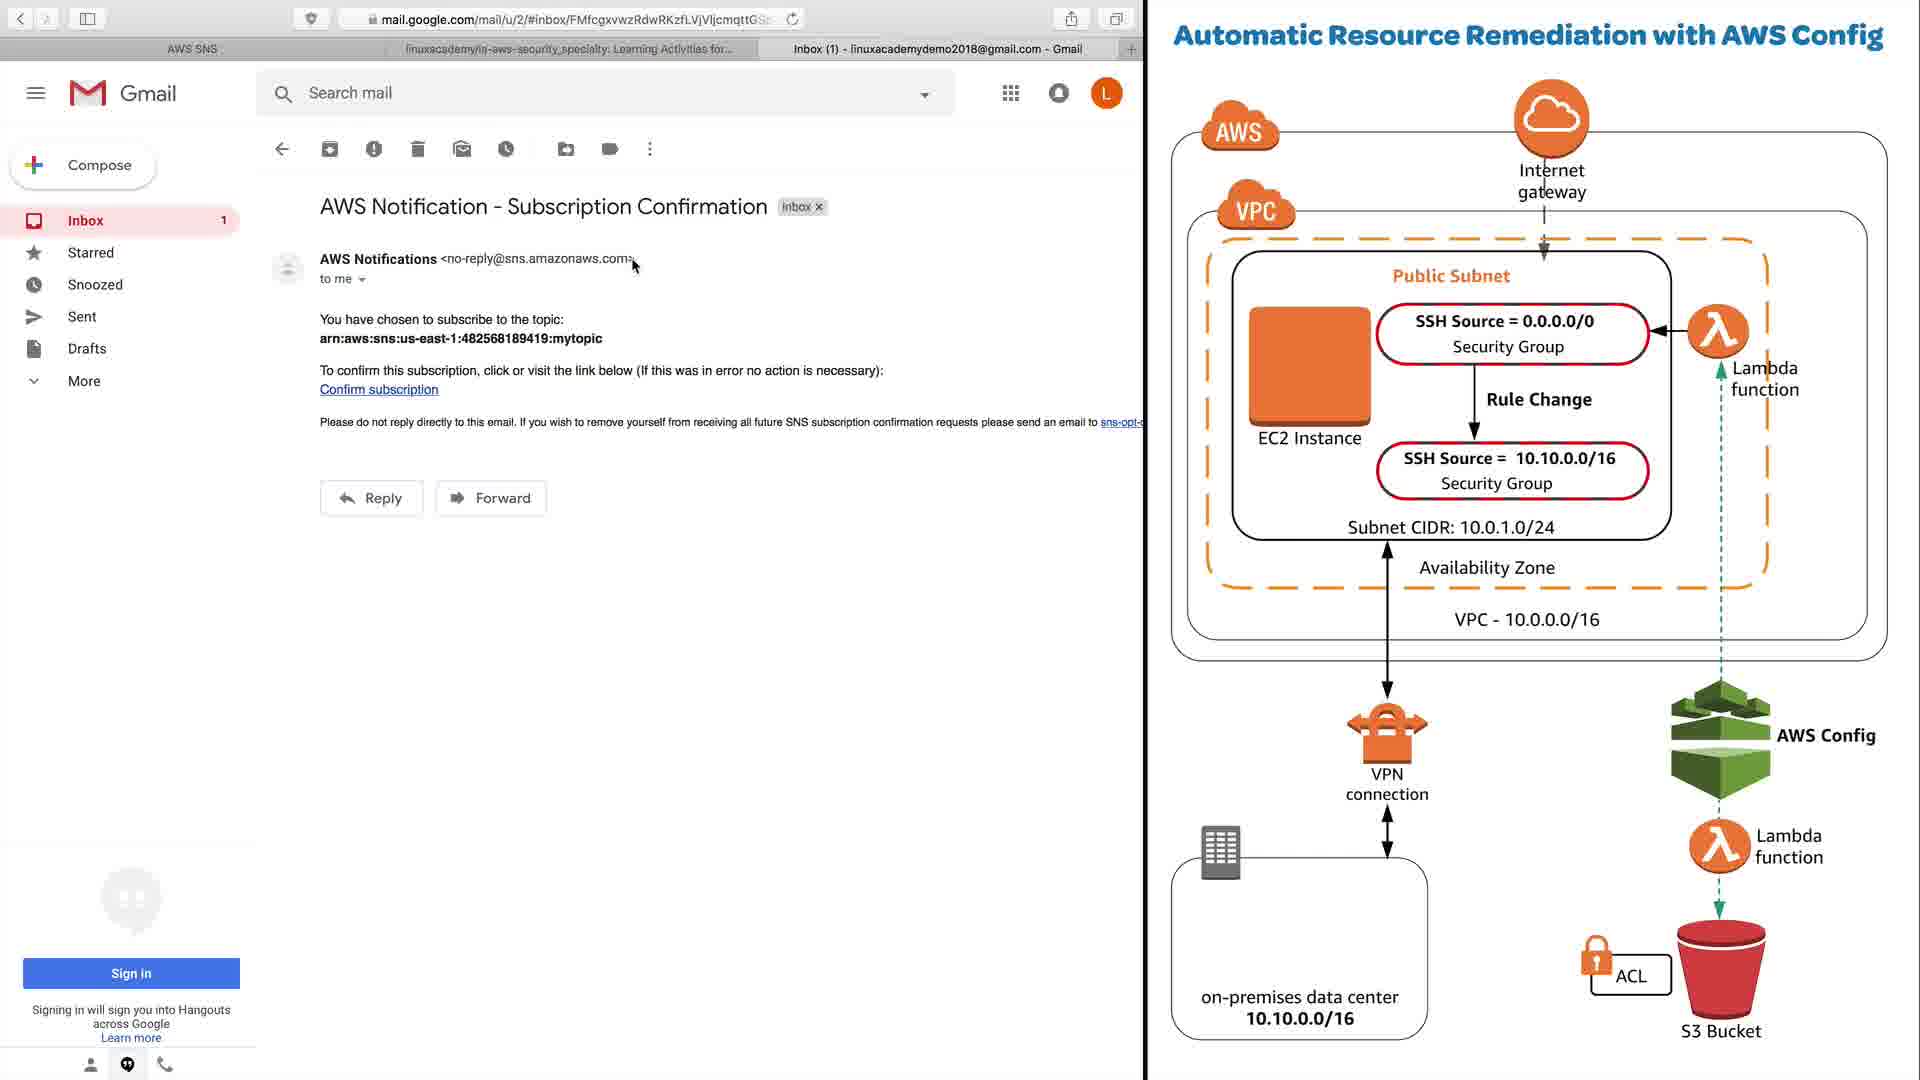 mail.google.com/mail/u/2/#inbox/FMfcgxvwzRdwRKzfLVjVljcmqttGS
AWS SNS
linuxacademy/la-aws-security_specialty: Learning Activities for...
Inbox (1) - linuxacademydemo2018@gmail.com - Gmail
Gmail
Search mail
L
Compose
Inbox 1
Starred
Snoozed
Sent
Drafts
More
AWS Notification - Subscription Confirmation
Inbox ×
AWS Notifications <no-reply@sns.amazonaws.com>
to me
You have chosen to subscribe to the topic:
arn:aws:sns:us-east-1:482568189419:mytopic
To confirm this subscription, click or visit the link below (If this was in error no action is necessary):
Confirm subscription
Please do not reply directly to this email. If you wish to remove yourself from receiving all future SNS subscription confirmation requests please send an email to sns-opt-
Reply
Forward
Sign in
Signing in will sign you into Hangouts
across Google
Learn more
Automatic Resource Remediation with AWS Config
AWS
Internet
gateway
VPC
Public Subnet
SSH Source = 0.0.0.0/0
Security Group
Lambda
function
Rule Change
EC2 Instance
SSH Source = 10.10.0.0/16
Security Group
Subnet CIDR: 10.0.1.0/24
Availability Zone
VPC - 10.0.0.0/16
AWS Config
VPN
connection
Lambda
function
on-premises data center
10.10.0.0/16
ACL
S3 Bucket